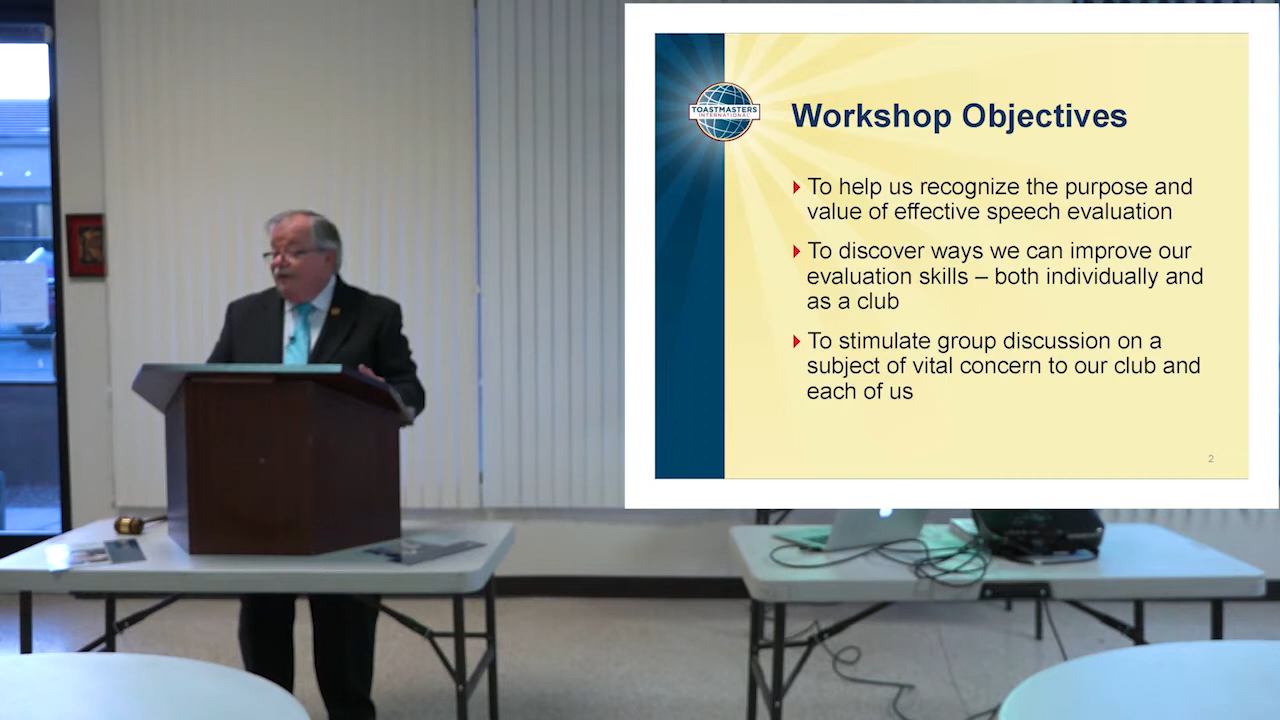 TOASTMASTERS
INTERNATIONAL
Workshop Objectives
To help us recognize the purpose and
value of effective speech evaluation
To discover ways we can improve our
evaluation skills – both individually and
as a club
To stimulate group discussion on a
subject of vital concern to our club and
each of us
2